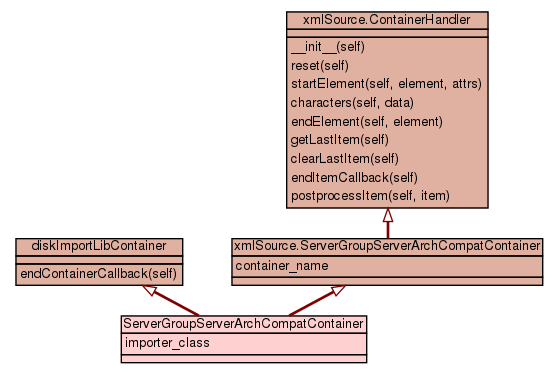 xmlSource.ContainerHandler
__init__(self)
reset(self)
startElement(self, element, attrs)
characters(self, data)
endElement(self, element)
getLastItem(self)
clearLastItem(self)
endItemCallback(self)
postprocessItem(self, item)
diskImportLibContainer
endContainerCallback(self)
xmlSource.ServerGroupServerArchCompatContainer
container_name
ServerGroupServerArchCompatContainer
importer_class